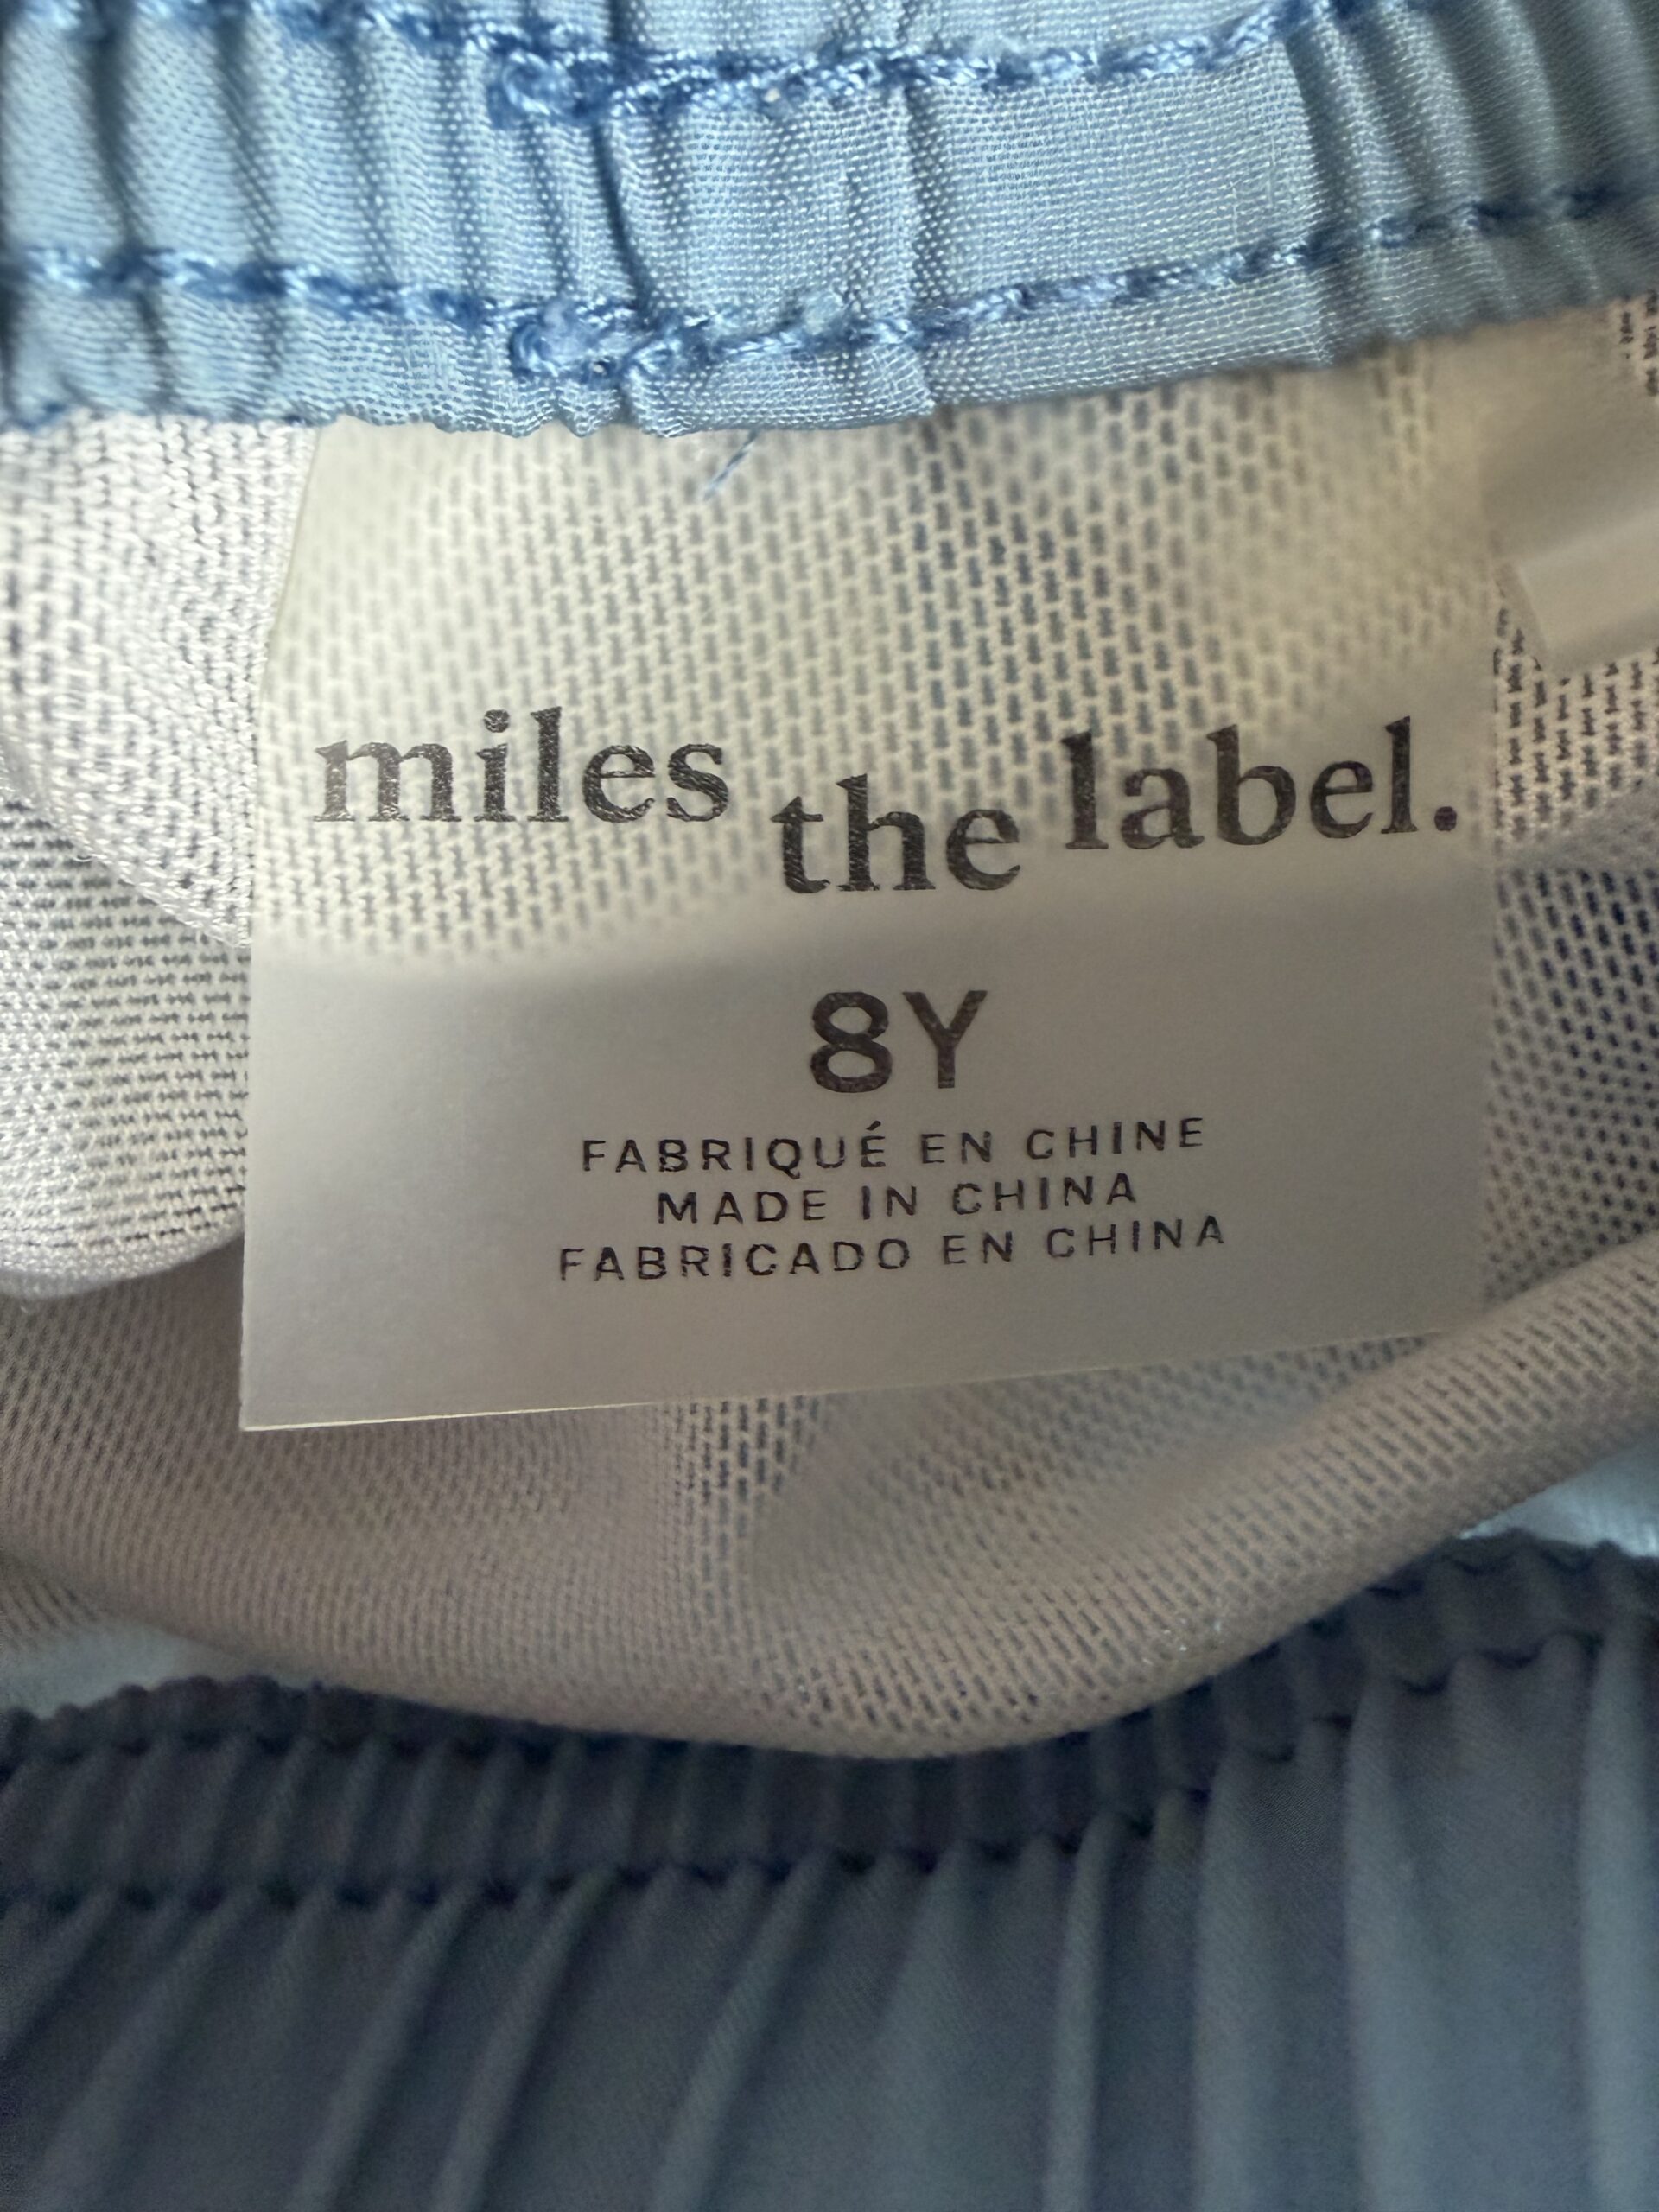 miles the label.
8Y
FABRIQUÉ EN CHINE
MADE IN CHINA
FABRICADO EN CHINA